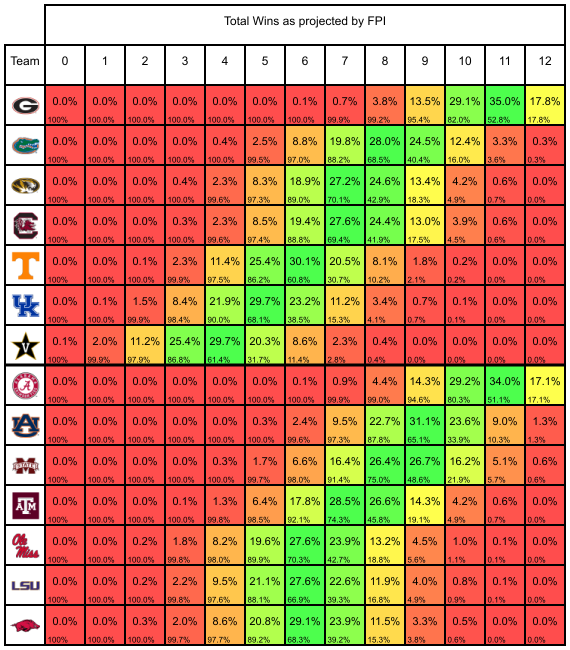 Total Wins as projected by FPI
Team 0 1 2 3 4 5 6 7 8 9 10 11 12
G 0.0% 0.0% 0.0% 0.0% 0.0% 0.0% 0.1% 0.7% 3.8% 13.5% 29.1% 35.0% 17.8%
100% 100.0% 100.0% 100.0% 100.0% 100.0% 100.0% 99.9% 99.2% 95.4% 82.0% 52.8% 17.8%
0.0% 0.0% 0.0% 0.0% 0.4% 2.5% 8.8% 19.8% 28.0% 24.5% 12.4% 3.3% 0.3%
100% 100.0% 100.0% 100.0% 100.0% 99.5% 97.0% 88.2% 68.5% 40.4% 16.0% 3.6% 0.3%
0.0% 0.0% 0.0% 0.4% 2.3% 8.3% 18.9% 27.2% 24.6% 13.4% 4.2% 0.6% 0.0%
100% 100.0% 100.0% 100.0% 99.6% 97.3% 89.0% 70.1% 42.9% 18.3% 4.9% 0.7% 0.0%
0.0% 0.0% 0.0% 0.3% 2.3% 8.5% 19.4% 27.6% 24.4% 13.0% 3.9% 0.6% 0.0%
100% 100.0% 100.0% 100.0% 99.6% 97.4% 88.8% 69.4% 41.9% 17.5% 4.5% 0.6% 0.0%
T 0.0% 0.0% 0.1% 2.3% 11.4% 25.4% 30.1% 20.5% 8.1% 1.8% 0.2% 0.0% 0.0%
100% 100.0% 100.0% 99.9% 97.5% 86.2% 60.8% 30.7% 10.2% 2.1% 0.2% 0.0% 0.0%
UK 0.0% 0.1% 1.5% 8.4% 21.9% 29.7% 23.2% 11.2% 3.4% 0.7% 0.1% 0.0% 0.0%
100% 100.0% 99.9% 98.4% 90.0% 68.1% 38.5% 15.3% 4.1% 0.7% 0.1% 0.0% 0.0%
V 0.1% 2.0% 11.2% 25.4% 29.7% 20.3% 8.6% 2.3% 0.4% 0.0% 0.0% 0.0% 0.0%
100% 99.9% 97.9% 86.8% 61.4% 31.7% 11.4% 2.8% 0.4% 0.0% 0.0% 0.0% 0.0%
A 0.0% 0.0% 0.0% 0.0% 0.0% 0.0% 0.1% 0.9% 4.4% 14.3% 29.2% 34.0% 17.1%
100% 100.0% 100.0% 100.0% 100.0% 100.0% 100.0% 99.9% 99.0% 94.6% 80.3% 51.1% 17.1%
AU 0.0% 0.0% 0.0% 0.0% 0.0% 0.3% 2.4% 9.5% 22.7% 31.1% 23.6% 9.0% 1.3%
100% 100.0% 100.0% 100.0% 100.0% 100.0% 99.6% 97.3% 87.8% 65.1% 33.9% 10.3% 1.3%
M STATE 0.0% 0.0% 0.0% 0.0% 0.3% 1.7% 6.6% 16.4% 26.4% 26.7% 16.2% 5.1% 0.6%
100% 100.0% 100.0% 100.0% 100.0% 99.7% 98.0% 91.4% 75.0% 48.6% 21.9% 5.7% 0.6%
ATM 0.0% 0.0% 0.0% 0.1% 1.3% 6.4% 17.8% 28.5% 26.6% 14.3% 4.2% 0.6% 0.0%
100% 100.0% 100.0% 100.0% 99.8% 98.5% 92.1% 74.3% 45.8% 19.1% 4.9% 0.7% 0.0%
Ole Miss 0.0% 0.0% 0.2% 1.8% 8.2% 19.6% 27.6% 23.9% 13.2% 4.5% 1.0% 0.1% 0.0%
100% 100.0% 100.0% 99.8% 98.0% 89.9% 70.3% 42.7% 18.8% 5.6% 1.1% 0.1% 0.0%
LSU 0.0% 0.0% 0.2% 2.2% 9.5% 21.1% 27.6% 22.6% 11.9% 4.0% 0.8% 0.1% 0.0%
100% 100.0% 100.0% 99.8% 97.6% 88.1% 66.9% 39.3% 16.8% 4.9% 0.9% 0.1% 0.0%
0.0% 0.0% 0.3% 2.0% 8.6% 20.8% 29.1% 23.9% 11.5% 3.3% 0.5% 0.0% 0.0%
100% 100.0% 100.0% 99.7% 97.7% 89.2% 68.3% 39.2% 15.3% 3.8% 0.6% 0.0% 0.0%